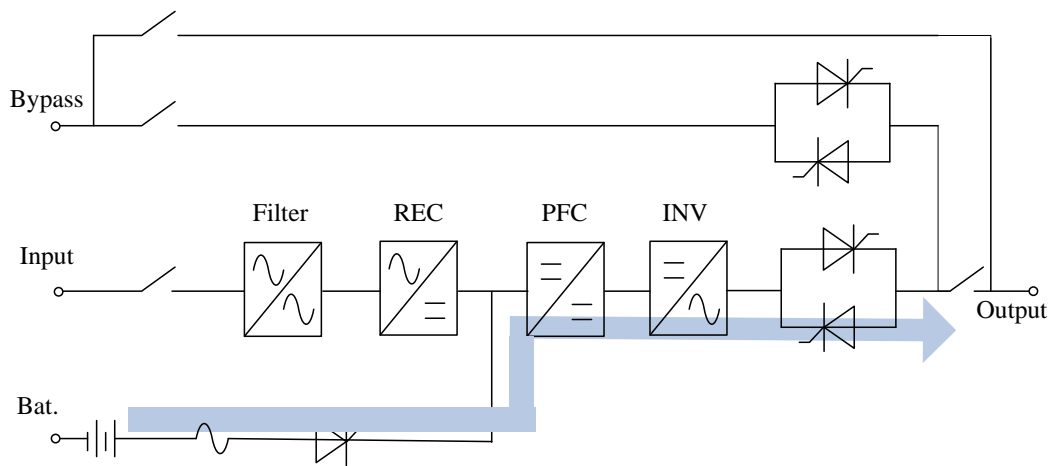 Bypass
Filter
REC
PFC
INV
Input
Output
Bat.